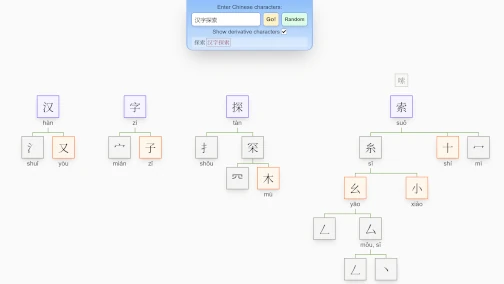 Enter Chinese characters:
汉字探索
Go!
Random
Show derivative characters
探索 汉字探索
汉 字 探 索
hàn zì tàn suǒ
氵 又 宀 子 扌 罙 糸 十 冖
shuǐ yòu mián zǐ shǒu sī shí mì
罒 木 幺 小
mù yāo xiǎo
𠃋 厶
mǒu, sī
𠃋 丶